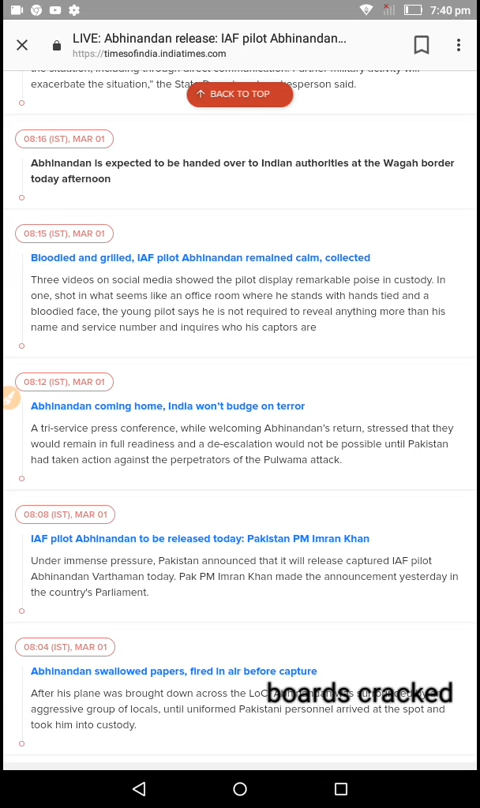 7:40 pm
LIVE: Abhinandan release: IAF pilot Abhinandan...
https://timesofindia.indiatimes.com
the situation, including through direct communication. Further military activity will
exacerbate the situation," the State spokesperson said.
BACK TO TOP
08:16 (IST), MAR 01
Abhinandan is expected to be handed over to Indian authorities at the Wagah border
today afternoon
08:15 (IST), MAR 01
Bloodied and grilled, IAF pilot Abhinandan remained calm, collected
Three videos on social media showed the pilot display remarkable poise in custody. In
one, shot in what seems like an office room where he stands with hands tied and a
bloodied face, the young pilot says he is not required to reveal anything more than his
name and service number and inquires who his captors are
08:12 (IST), MAR 01
Abhinandan coming home, India won't budge on terror
A tri-service press conference, while welcoming Abhinandan's return, stressed that they
would remain in full readiness and a de-escalation would not be possible until Pakistan
had taken action against the perpetrators of the Pulwama attack.
08:08 (IST), MAR 01
IAF pilot Abhinandan to be released today: Pakistan PM Imran Khan
Under immense pressure, Pakistan announced that it will release captured IAF pilot
Abhinandan Varthaman today. Pak PM Imran Khan made the announcement yesterday in
the country's Parliament.
08:04 (IST), MAR 01
Abhinandan swallowed papers, fired in air before capture
After his plane was brought down across the LoC,
boards cracked
aggressive group of locals, until uniformed Pakistani personnel arrived at the spot and
took him into custody.